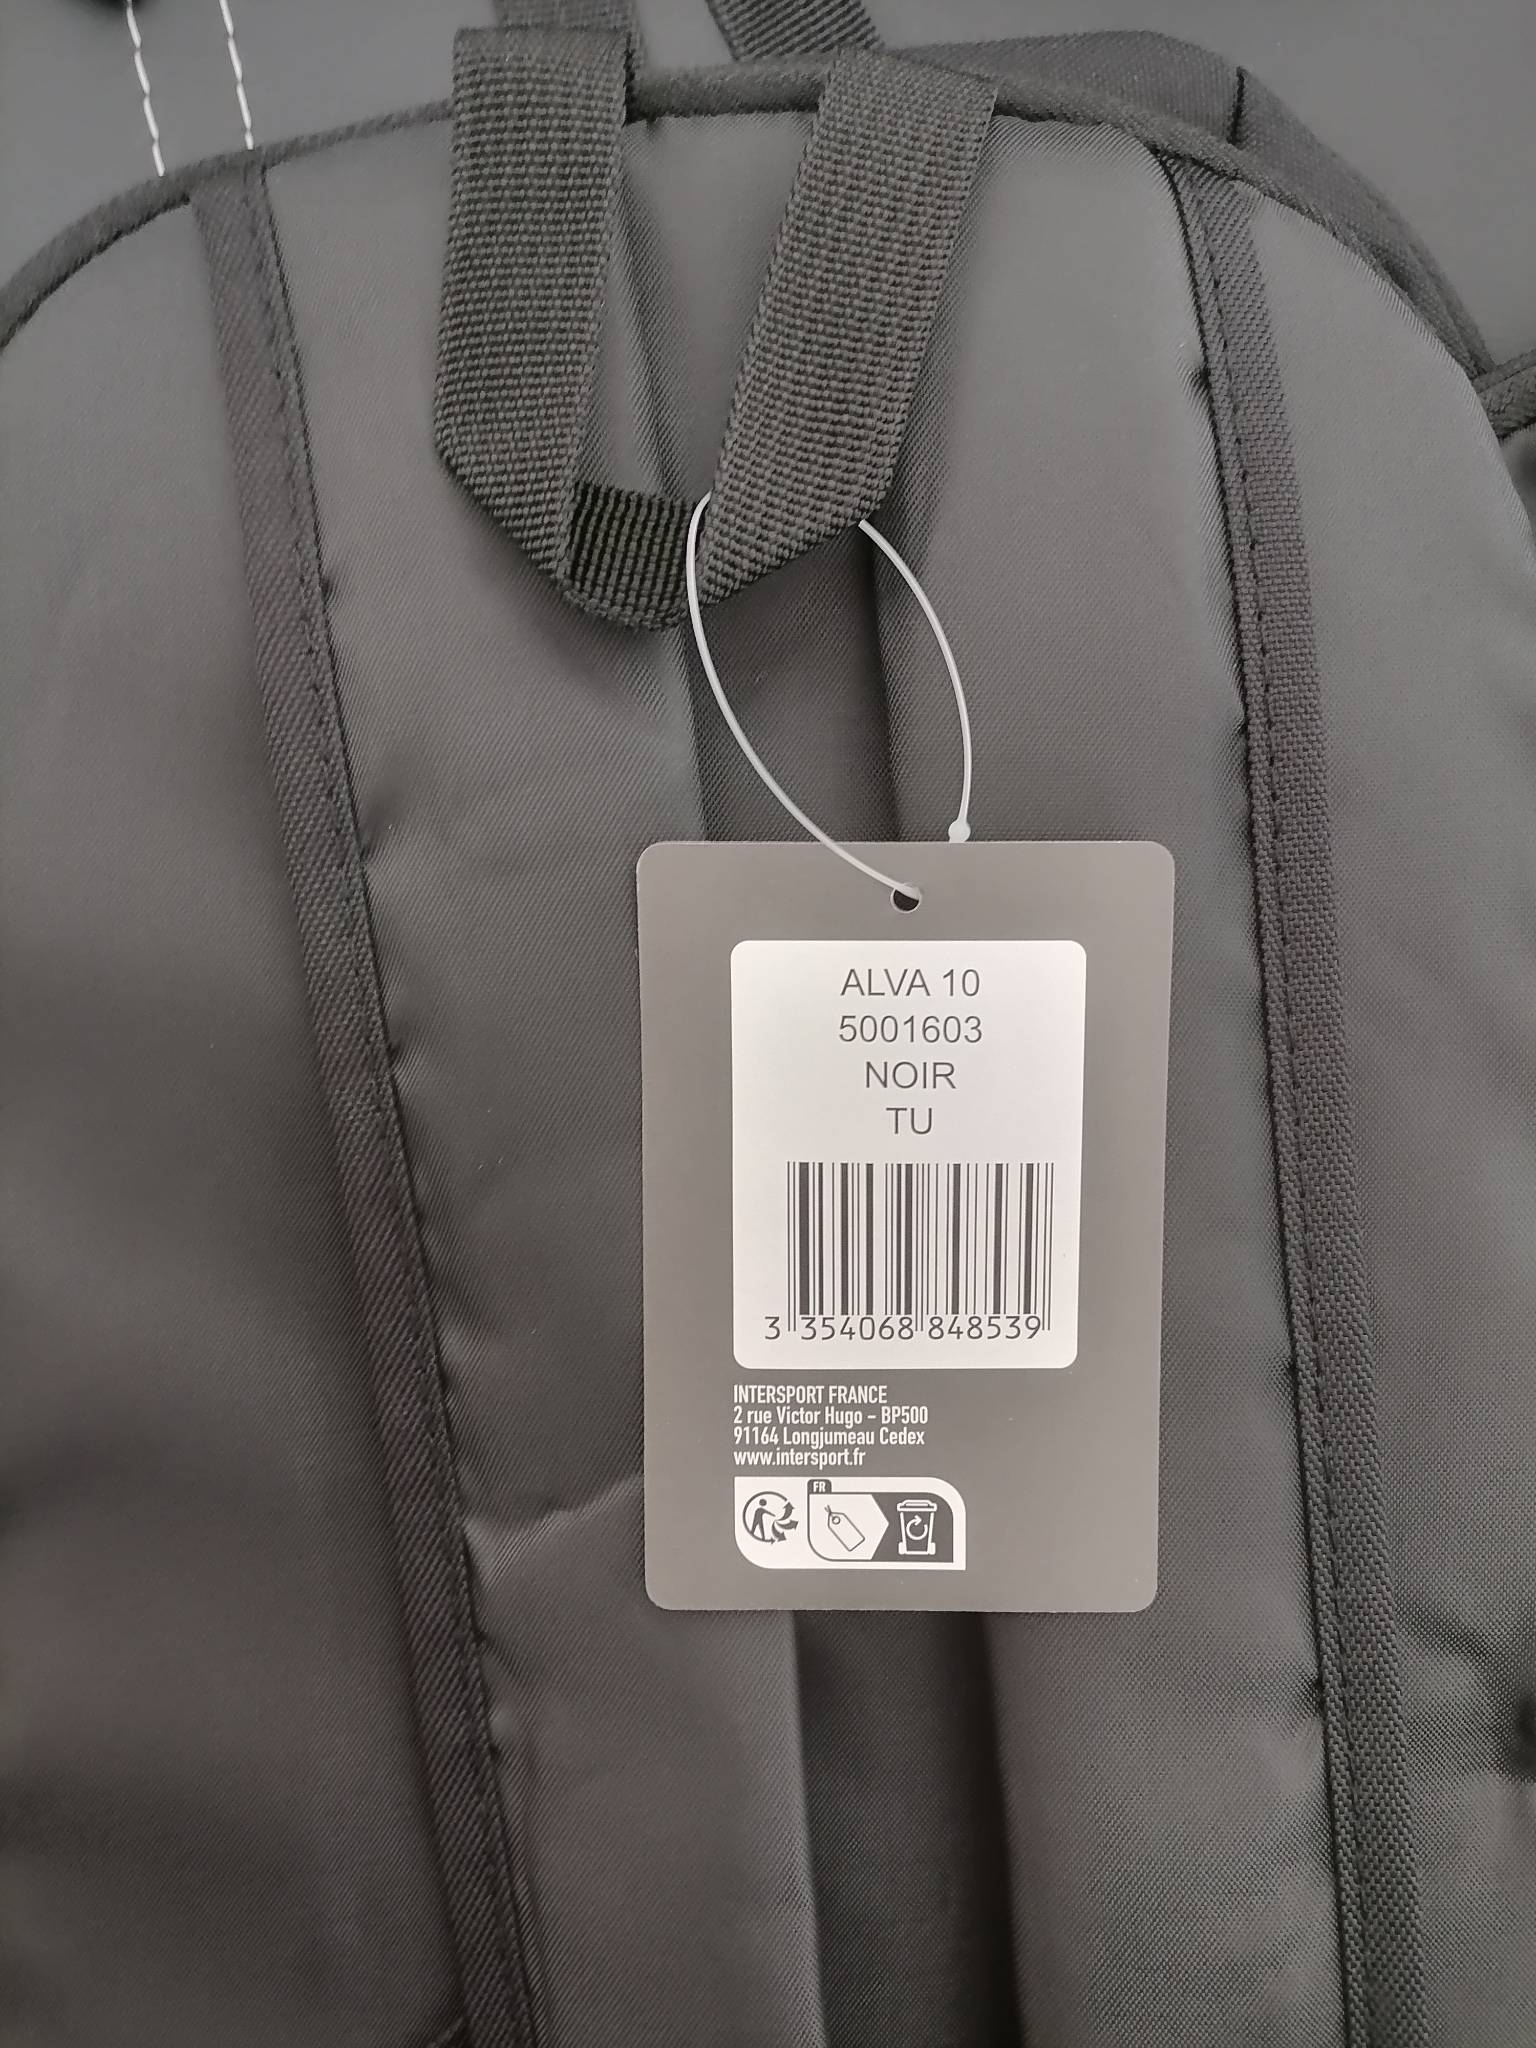 ALVA 10
5001603
NOIR
TU
3 354068 848539
INTERSPORT FRANCE
2 rue Victor Hugo - BP500
91164 Longjumeau Cedex
www.intersport.fr
FR